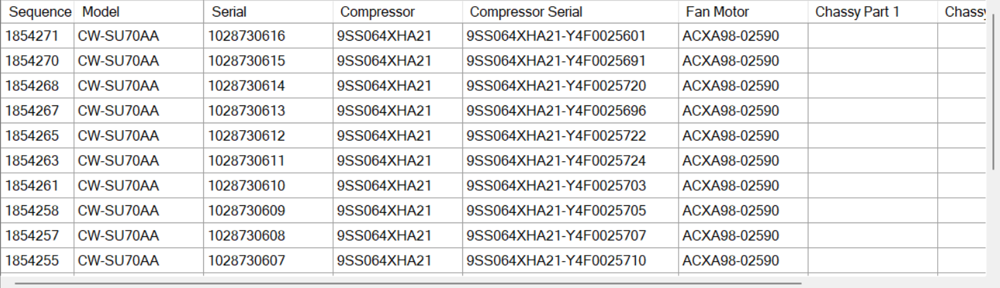 Sequence Model Serial Compressor Compressor Serial Fan Motor Chassy Part 1 Chassy
1854271 CW-SU70AA 1028730616 9SS064XHA21 9SS064XHA21-Y4F0025601 ACXA98-02590
1854270 CW-SU70AA 1028730615 9SS064XHA21 9SS064XHA21-Y4F0025691 ACXA98-02590
1854268 CW-SU70AA 1028730614 9SS064XHA21 9SS064XHA21-Y4F0025720 ACXA98-02590
1854267 CW-SU70AA 1028730613 9SS064XHA21 9SS064XHA21-Y4F0025696 ACXA98-02590
1854265 CW-SU70AA 1028730612 9SS064XHA21 9SS064XHA21-Y4F0025722 ACXA98-02590
1854263 CW-SU70AA 1028730611 9SS064XHA21 9SS064XHA21-Y4F0025724 ACXA98-02590
1854261 CW-SU70AA 1028730610 9SS064XHA21 9SS064XHA21-Y4F0025703 ACXA98-02590
1854258 CW-SU70AA 1028730609 9SS064XHA21 9SS064XHA21-Y4F0025705 ACXA98-02590
1854257 CW-SU70AA 1028730608 9SS064XHA21 9SS064XHA21-Y4F0025707 ACXA98-02590
1854255 CW-SU70AA 1028730607 9SS064XHA21 9SS064XHA21-Y4F0025710 ACXA98-02590